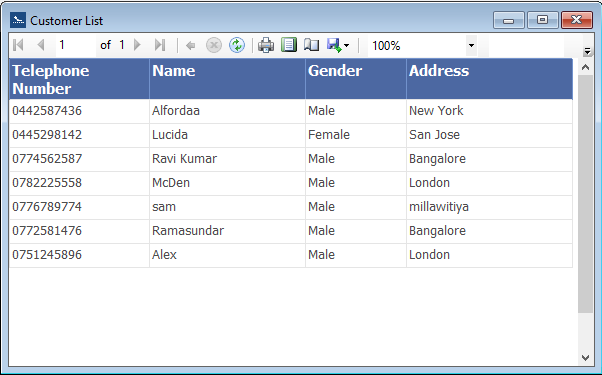 Customer List
1 of 1 100%
Telephone Number Name Gender Address
0442587436 Alfordaa Male New York
0445298142 Lucida Female San Jose
0774562587 Ravi Kumar Male Bangalore
0782225558 McDen Male London
0776789774 sam Male millawitiya
0772581476 Ramasundar Male Bangalore
0751245896 Alex Male London